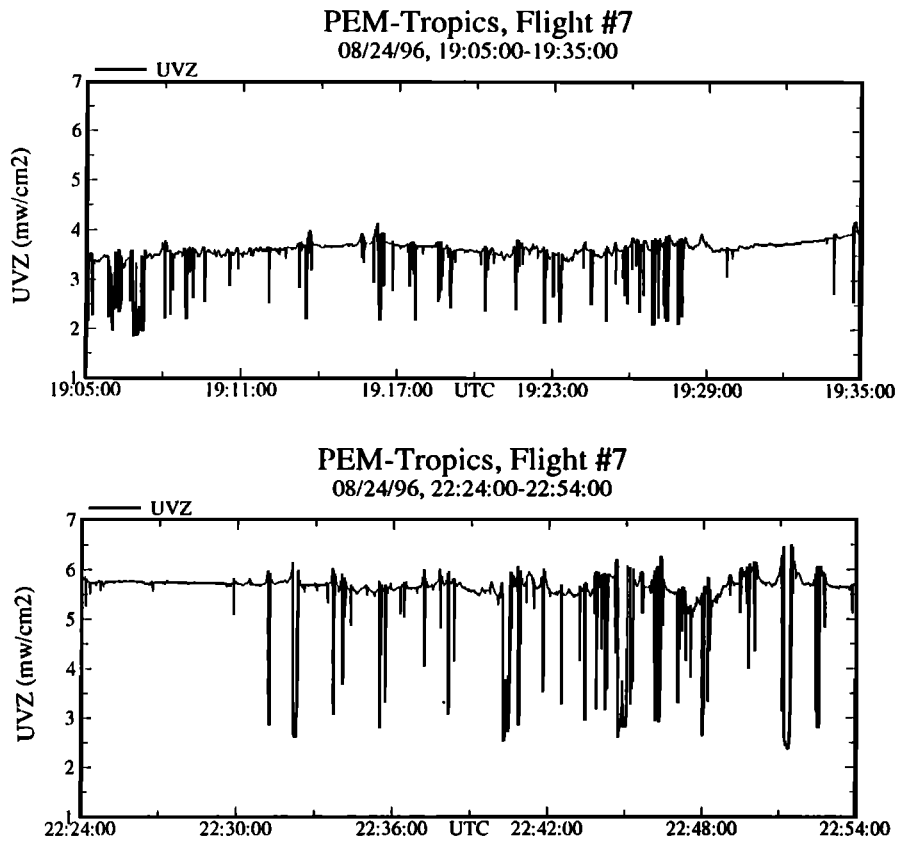 PEM-Tropics, Flight #7
08/24/96, 19:05:00-19:35:00
UVZ
7
6
5
4
3
2
1
UVZ (mw/cm2)
19:05:00 19:11:00 19:17:00 UTC 19:23:00 19:29:00 19:35:00
PEM-Tropics, Flight #7
08/24/96, 22:24:00-22:54:00
UVZ
7
6
5
4
3
2
1
UVZ (mw/cm2)
22:24:00 22:30:00 22:36:00 UTC 22:42:00 22:48:00 22:54:00